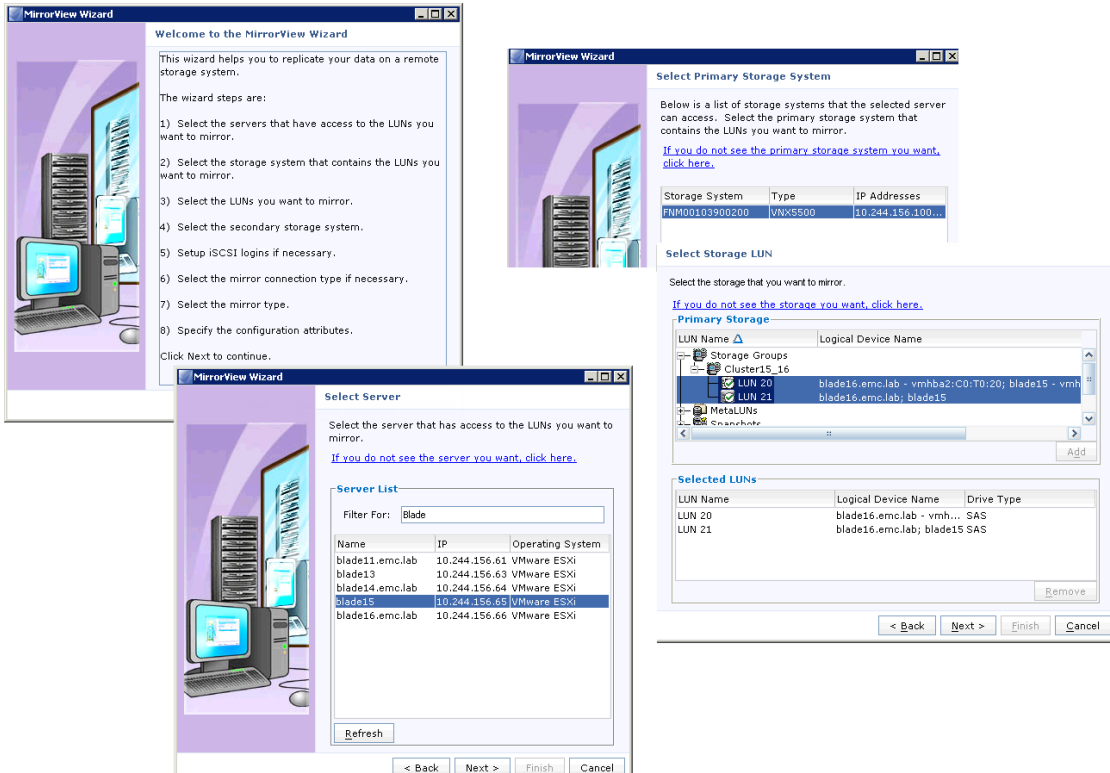 MirrorView Wizard
Welcome to the MirrorView Wizard
This wizard helps you to replicate your data on a remote
storage system.
The wizard steps are:
1) Select the servers that have access to the LUNs you
want to mirror.
2) Select the storage system that contains the LUNs you
want to mirror.
3) Select the LUNs you want to mirror.
4) Select the secondary storage system.
5) Setup iSCSI logins if necessary.
6) Select the mirror connection type if necessary.
7) Select the mirror type.
8) Specify the configuration attributes.
Click Next to continue.
MirrorView Wizard
Select Server
Select the server that has access to the LUNs you want to
mirror.
If you do not see the server you want, click here.
Server List
Filter For: Blade
Name IP Operating System
blade11.emc.lab 10.244.156.61 VMware ESXi
blade13 10.244.156.63 VMware ESXi
blade14.emc.lab 10.244.156.64 VMware ESXi
blade15 10.244.156.65 VMware ESXi
blade16.emc.lab 10.244.156.66 VMware ESXi
Refresh
< Back Next > Finish Cancel
MirrorView Wizard
Select Primary Storage System
Below is a list of storage systems that the selected server
can access. Select the primary storage system that
contains the LUNs you want to mirror.
If you do not see the primary storage system you want,
click here.
Storage System Type IP Addresses
FNM00103900200 VNX5500 10.244.156.100...
Select Storage LUN
Select the storage that you want to mirror.
If you do not see the storage you want, click here.
Primary Storage
LUN Name Logical Device Name
Storage Groups
Cluster15_16
LUN 20 blade16.emc.lab - vmhba2:C0:T0:20; blade15 - vmh
LUN 21 blade16.emc.lab; blade15
MetaLUNs
Snapshots
Add
Selected LUNs
LUN Name Logical Device Name Drive Type
LUN 20 blade16.emc.lab - vmh... SAS
LUN 21 blade16.emc.lab; blade15 SAS
Remove
< Back Next > Finish Cancel